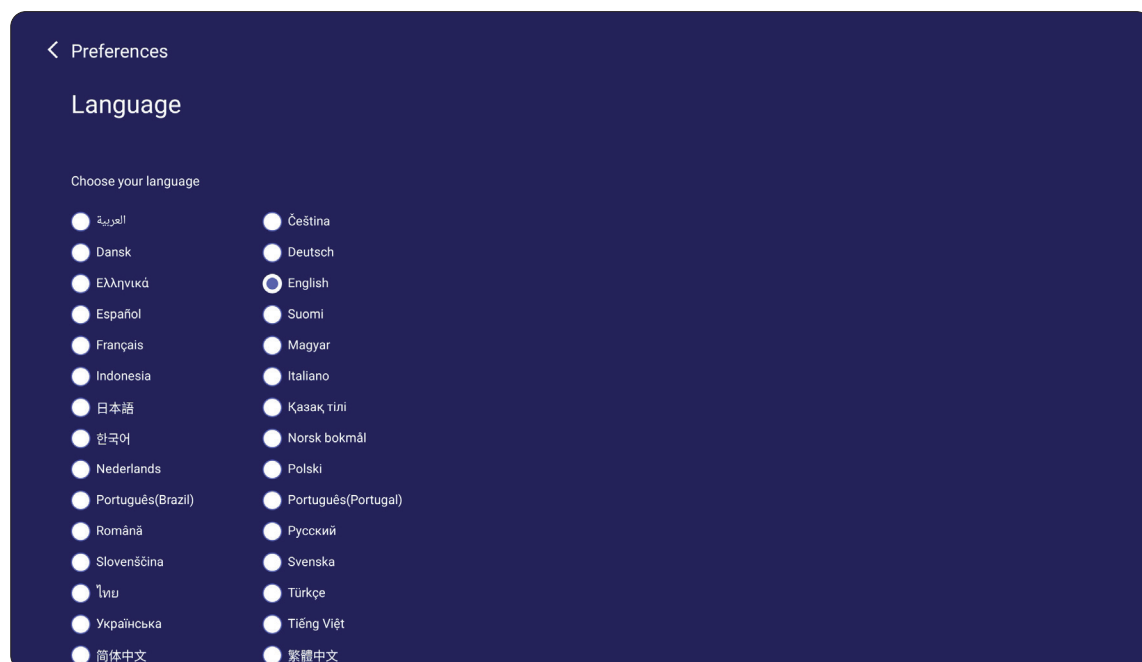 Preferences
Language
Choose your language
العربية
Čeština
Dansk
Deutsch
Ελληνικά
English
Español
Suomi
Français
Magyar
Indonesia
Italiano
日本語
Қазақ тілі
한국어
Norsk bokmål
Nederlands
Polski
Português(Brazil)
Português(Portugal)
Română
Русский
Slovenščina
Svenska
ไทย
Türkçe
Українська
Tiếng Việt
简体中文
繁體中文